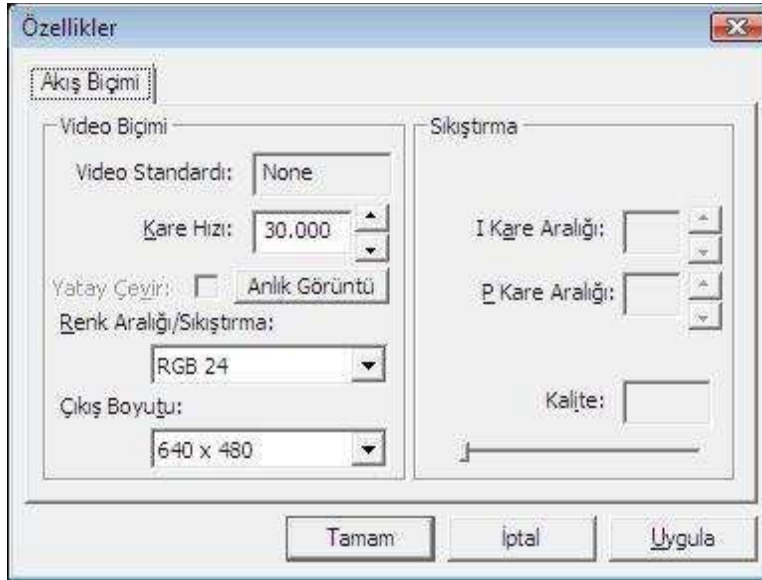 Özellikler
Akış Biçimi
Video Biçimi
Video Standardı: None
Kare Hızı: 30.000
Yatay Çevir: Anlık Görüntü
Renk Aralığı/Sıkıştırma:
RGB 24
Çıkış Boyutu:
640 x 480
Sıkıştırma
I Kare Aralığı:
P Kare Aralığı:
Kalite:
Tamam İptal Uygula